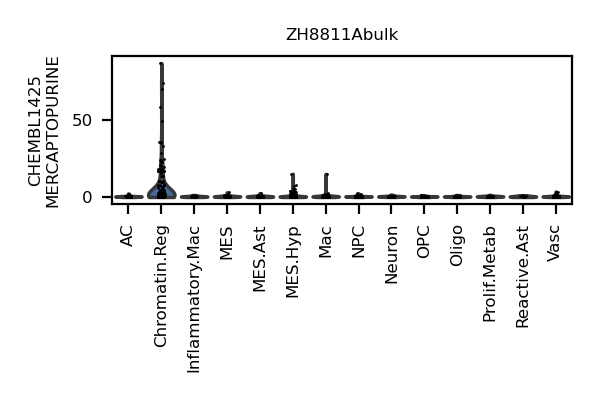 ZH8811Abulk
CHEMBL1425
MERCAPTOPURINE
50
0
AC
Chromatin.Reg
Inflammatory.Mac
MES
MES.Ast
MES.Hyp
Mac
NPC
Neuron
OPC
Oligo
Prolif.Metab
Reactive.Ast
Vasc